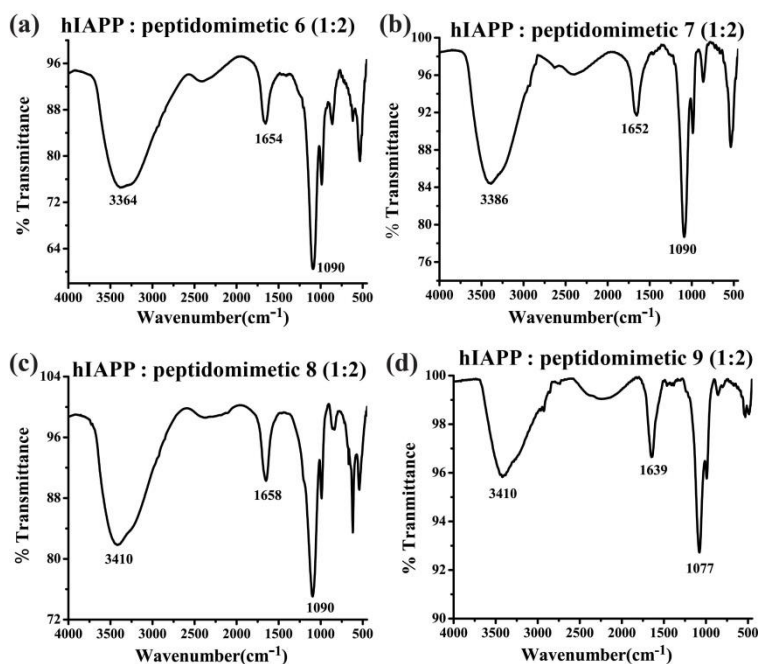 (a) hIAPP : peptidomimetic 6 (1:2)
% Transmittance
96
88
80
72
64
3364
1654
1090
4000 3500 3000 2500 2000 1500 1000 500
Wavenumber(cm⁻¹)
(b) hIAPP : peptidomimetic 7 (1:2)
% Transmittance
100
96
92
88
84
80
76
3386
1652
1090
4000 3500 3000 2500 2000 1500 1000 500
Wavenumber(cm⁻¹)
(c) hIAPP : peptidomimetic 8 (1:2)
% Tranmittance
104
96
88
80
72
3410
1658
1090
4000 3500 3000 2500 2000 1500 1000 500
Wavenumber(cm⁻¹)
(d) hIAPP : peptidomimetic 9 (1:2)
% Tranmittance
100
98
96
94
92
90
3410
1639
1077
4000 3500 3000 2500 2000 1500 1000 500
Wavenumber (cm⁻¹)